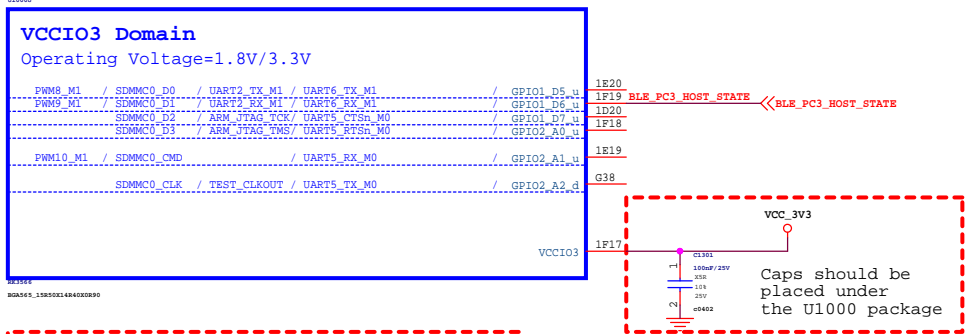 VCCIO3 Domain
Operating Voltage=1.8V/3.3V
PWM8_M1 / SDMMC0_D0 / UART2_TX_M1 / UART6_TX_M1 / GPIO1_D5_u 1E20
PWM9_M1 / SDMMC0_D1 / UART2_RX_M1 / UART6_RX_M1 / GPIO1_D6_u 1F19 BLE_PC3_HOST_STATE BLE_PC3_HOST_STATE
SDMMC0_D2 / ARM_JTAG_TCK/ UART5_CTSn_M0 / GPIO1_D7_u 1D20
SDMMC0_D3 / ARM_JTAG_TMS/ UART5_RTSn_M0 / GPIO2_A0_u 1F18
PWM10_M1 / SDMMC0_CMD / UART5_RX_M0 / GPIO2_A1_u 1E19
SDMMC0_CLK / TEST_CLKOUT / UART5_TX_M0 / GPIO2_A2_d G38
VCC_3V3
VCCIO3 1F17
C1301
1
100nF/25V
X5R
10%
25V
2
c0402
Caps should be
placed under
the U1000 package
RK3566
BGA565_15R50X14R40X0R90